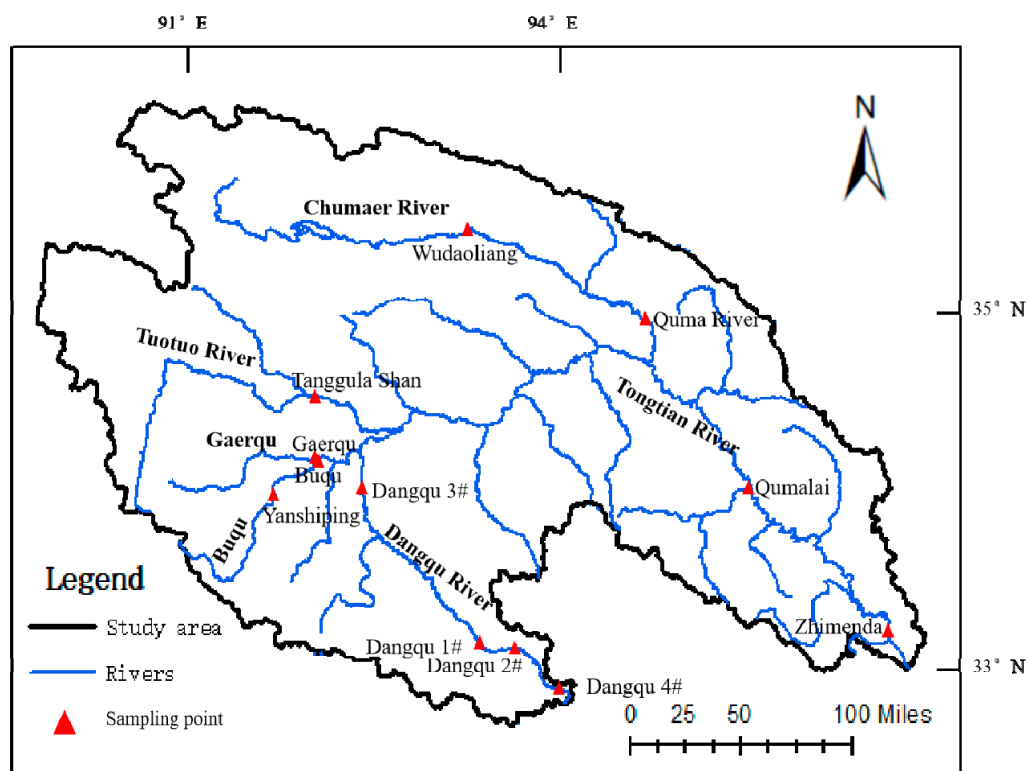 91° E
94° E
N
Chumaer River
Wudaoliang
35° N
Quma River
Tuotuo River
Tanggula Shan
Tongtian River
Gaerqu
Gaerqu
Buqu
Qumalai
Dangqu 3#
Yanshiping
Buqu
Dangqu River
Legend
Study area
Zhimenda
Dangqu 1#
Dangqu 2#
33° N
Rivers
Dangqu 4#
Sampling point
0 25 50 100 Miles